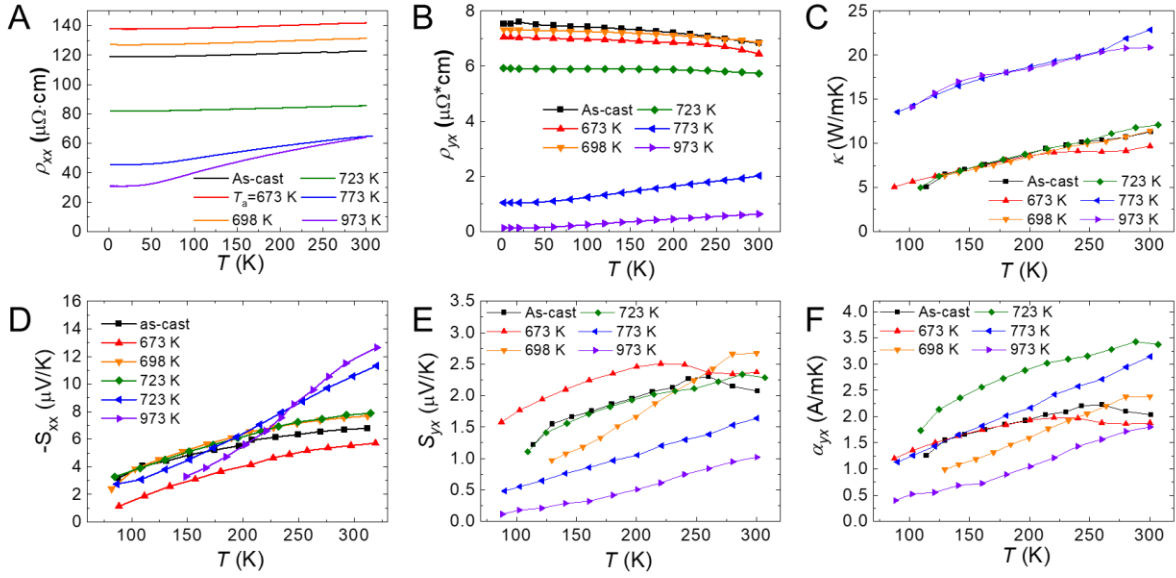 A
ρxx (μΩ·cm)
140
120
100
80
60
40
20
0
As-cast
Ta=673 K
698 K
723 K
773 K
973 K
0 50 100 150 200 250 300
T (K)
B
ρyx (μΩ*cm)
8
6
4
2
0
As-cast
673 K
698 K
723 K
773 K
973 K
0 50 100 150 200 250 300
T (K)
C
κ (W/mK)
25
20
15
10
5
0
As-cast
673 K
698 K
723 K
773 K
973 K
100 150 200 250 300
T (K)
D
-Sxx (μV/K)
16
14
12
10
8
6
4
2
0
as-cast
673 K
698 K
723 K
723 K
973 K
100 150 200 250 300
T (K)
E
Syx (μV/K)
3.5
3.0
2.5
2.0
1.5
1.0
0.5
0.0
As-cast
673 K
698 K
723 K
773 K
973 K
100 150 200 250 300
T (K)
F
αyx (A/mK)
4.0
3.5
3.0
2.5
2.0
1.5
1.0
0.5
0.0
As-cast
673 K
698 K
723 K
773 K
973 K
100 150 200 250 300
T (K)